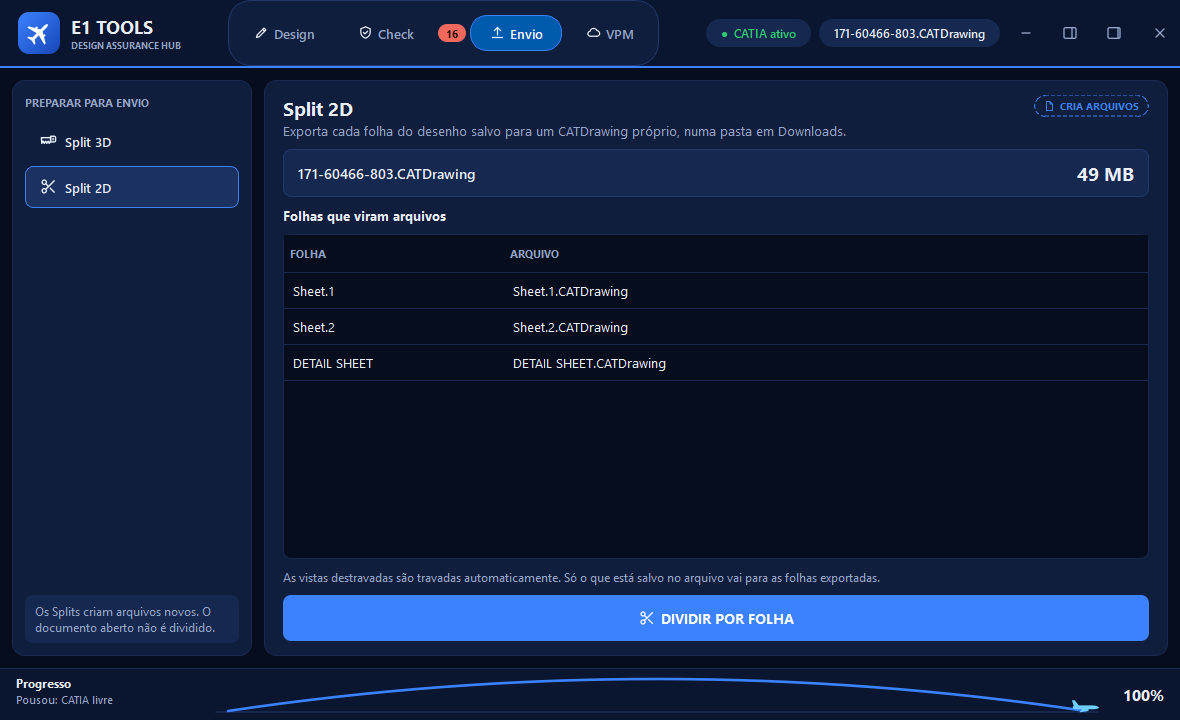 E1 TOOLS
DESIGN ASSURANCE HUB
Design
Check
16
Envio
VPM
CATIA ativo
171-60466-803.CATDrawing
PREPARAR PARA ENVIO
Split 3D
Split 2D
Os Splits criam arquivos novos. O
documento aberto não é dividido.
Split 2D
CRIA ARQUIVOS
Exporta cada folha do desenho salvo para um CATDrawing próprio, numa pasta em Downloads.
171-60466-803.CATDrawing 49 MB
Folhas que viram arquivos
FOLHA ARQUIVO
Sheet.1 Sheet.1.CATDrawing
Sheet.2 Sheet.2.CATDrawing
DETAIL SHEET DETAIL SHEET.CATDrawing
As vistas destravadas são travadas automaticamente. Só o que está salvo no arquivo vai para as folhas exportadas.
DIVIDIR POR FOLHA
Progresso
Pousou: CATIA livre
100%